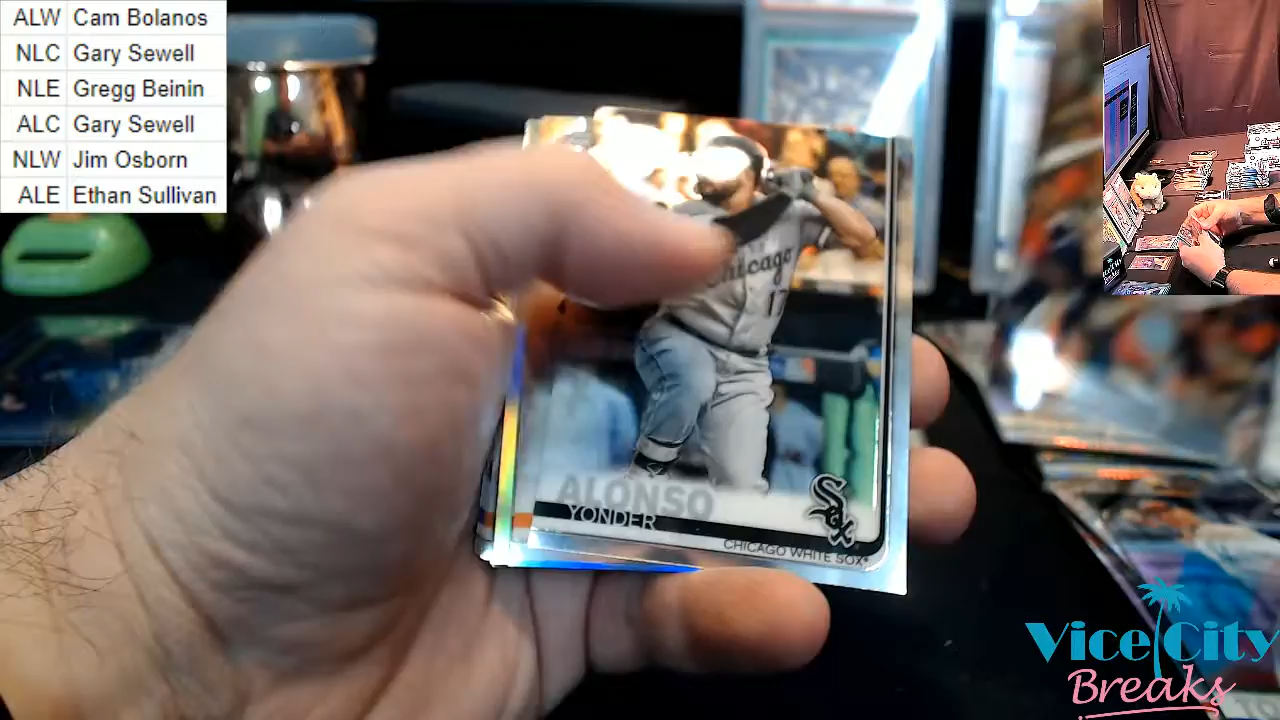 ALW Cam Bolanos
NLC Gary Sewell
NLE Gregg Beinin
ALC Gary Sewell
NLW Jim Osborn
ALE Ethan Sullivan
Chicago
17
ALONSO
YONDER
Sox
CHICAGO WHITE SOX
Vice City
Breaks